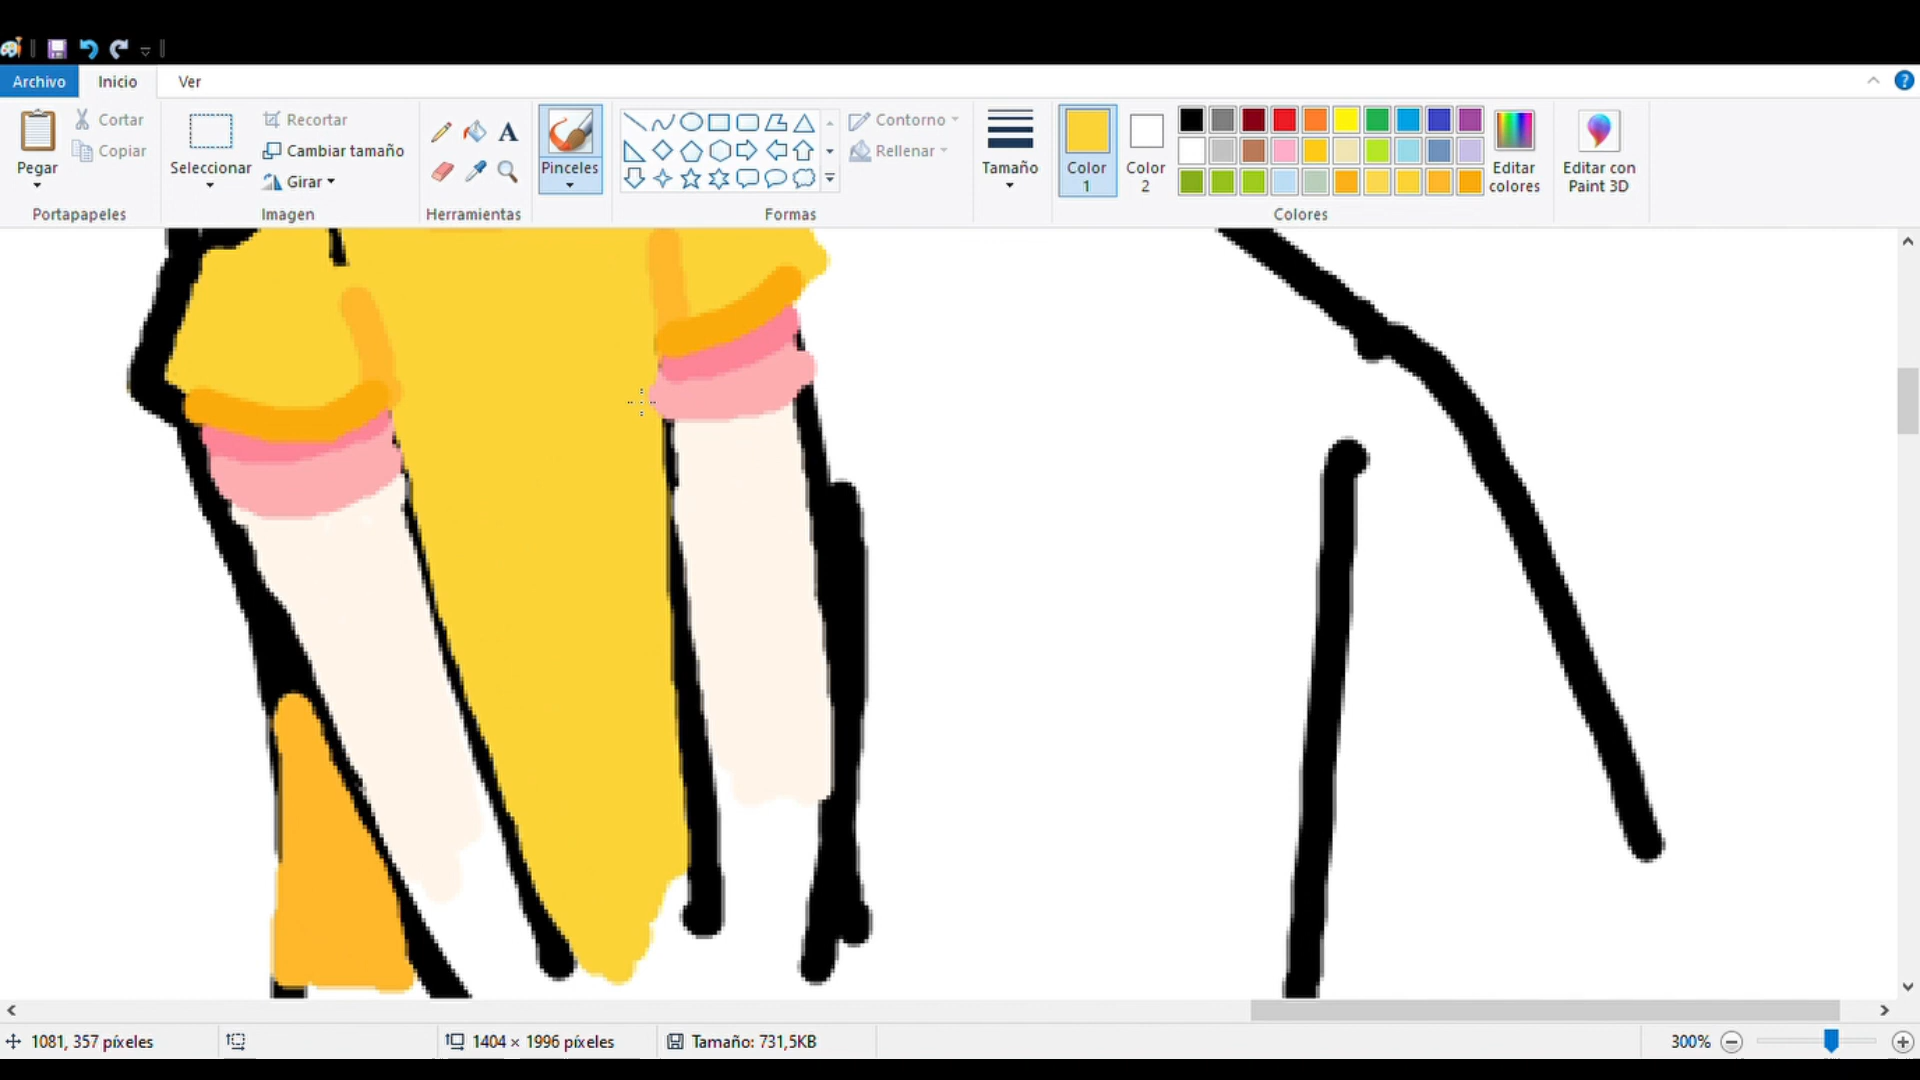 Archivo Inicio Ver
Pegar
Cortar
Copiar
Portapapeles
Seleccionar
Recortar
Cambiar tamaño
Girar
Imagen
A
Herramientas
Pinceles
Formas
Contorno
Rellenar
Tamaño
Color
1
Color
2
Colores
Editar
colores
Editar con
Paint 3D
?
1081, 357 píxeles
1404 × 1996 píxeles
Tamaño: 731,5KB
300%